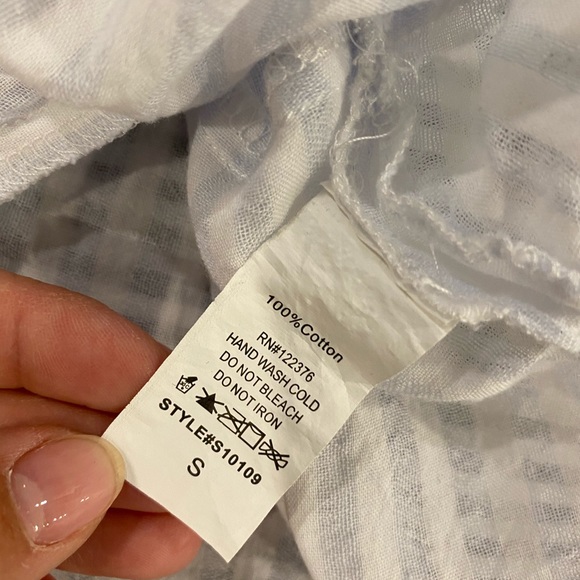 100%Cotton
RN#122376
HAND WASH COLD
DO NOT BLEACH
DO NOT IRON
STYLE#S10109
S